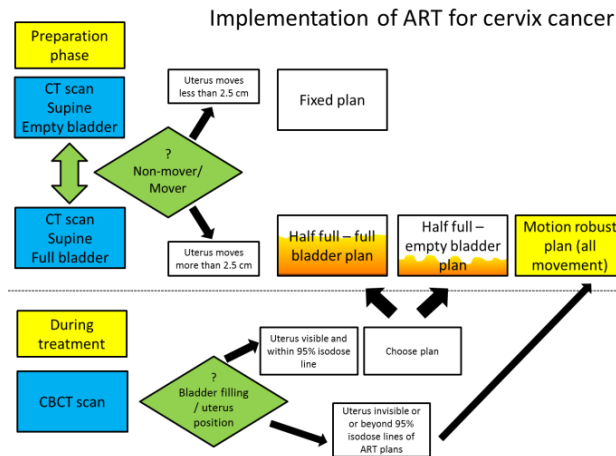 Implementation of ART for cervix cancer
Preparation
phase
CT scan
Supine
Empty bladder
Uterus moves
less than 2.5 cm
Fixed plan
?
Non-mover/
Mover
CT scan
Supine
Full bladder
Uterus moves
more than 2.5 cm
Half full – full
bladder plan
Half full –
empty bladder
plan
Motion robust
plan (all
movement)
During
treatment
Uterus visible and
within 95% isodose
line
Choose plan
CBCT scan
?
Bladder filling
/ uterus
position
Uterus invisible or
or beyond 95%
isodose lines of
ART plans